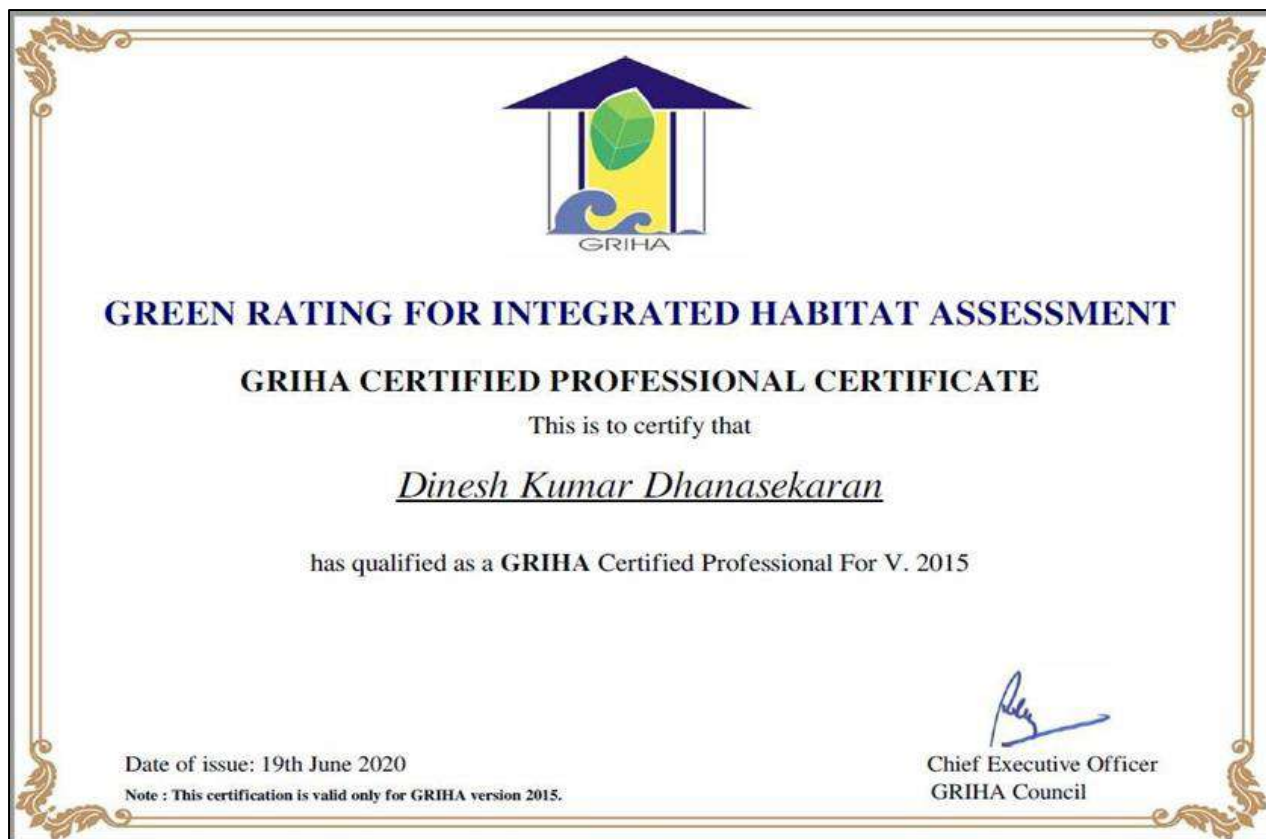 GRIHA
GREEN RATING FOR INTEGRATED HABITAT ASSESSMENT
GRIHA CERTIFIED PROFESSIONAL CERTIFICATE
This is to certify that
Dinesh Kumar Dhanasekaran
has qualified as a GRIHA Certified Professional For V. 2015
Date of issue: 19th June 2020
Note : This certification is valid only for GRIHA version 2015.
Chief Executive Officer
GRIHA Council